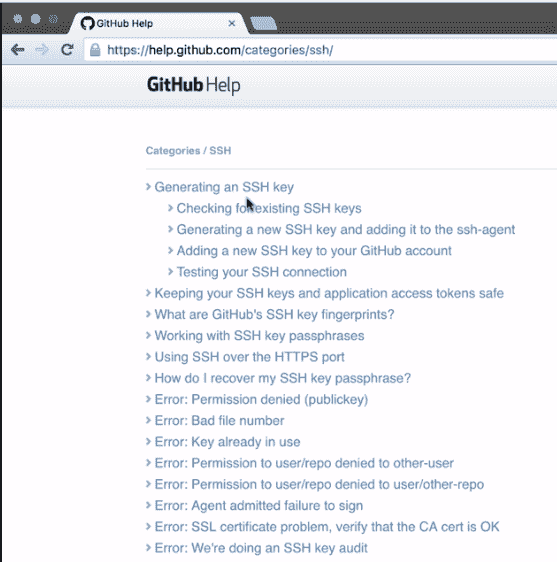 GitHub Help
https://help.github.com/categories/ssh/
GitHub Help
Categories / SSH
Generating an SSH key
Checking for existing SSH keys
Generating a new SSH key and adding it to the ssh-agent
Adding a new SSH key to your GitHub account
Testing your SSH connection
Keeping your SSH keys and application access tokens safe
What are GitHub's SSH key fingerprints?
Working with SSH key passphrases
Using SSH over the HTTPS port
How do I recover my SSH key passphrase?
Error: Permission denied (publickey)
Error: Bad file number
Error: Key already in use
Error: Permission to user/repo denied to other-user
Error: Permission to user/repo denied to user/other-repo
Error: Agent admitted failure to sign
Error: SSL certificate problem, verify that the CA cert is OK
Error: We're doing an SSH key audit